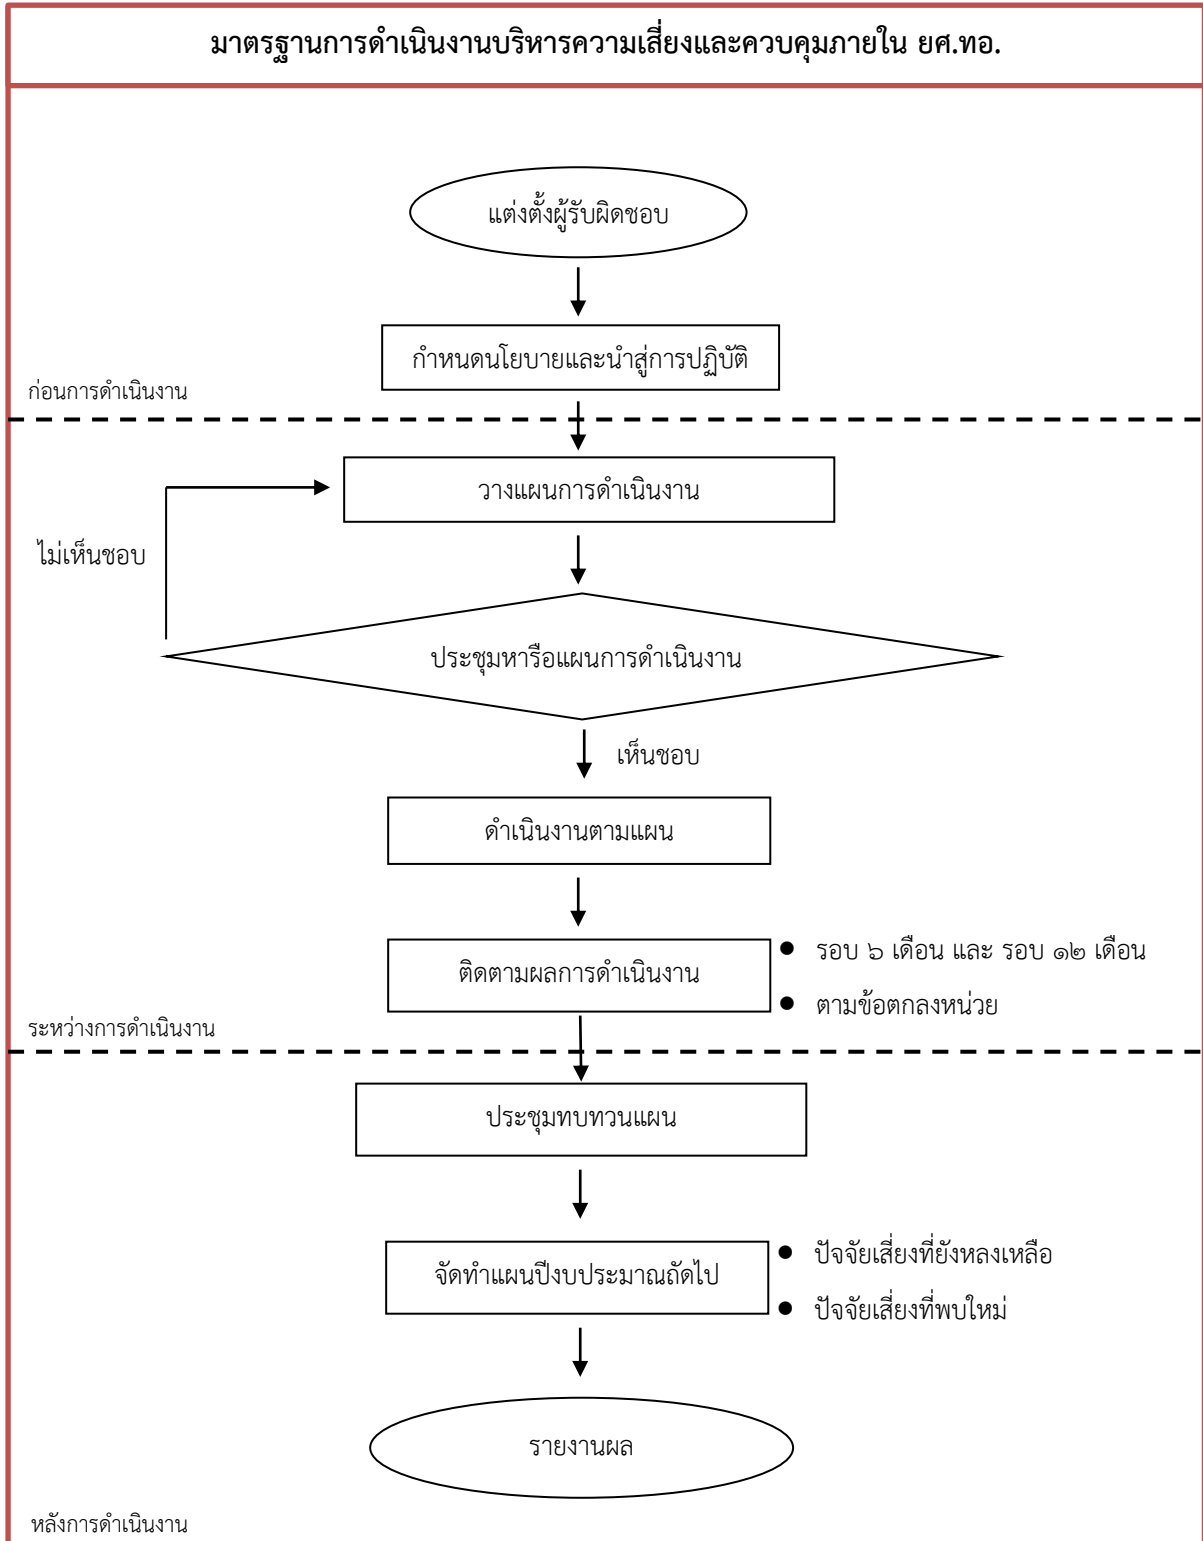 มาตรฐานการดำเนินงานบริหารความเสี่ยงและควบคุมภายใน ยศ.ทอ.
แต่งตั้งผู้รับผิดชอบ
กำหนดนโยบายและนำสู่การปฏิบัติ
ก่อนการดำเนินงาน
วางแผนการดำเนินงาน
ไม่เห็นชอบ
ประชุมหารือแผนการดำเนินงาน
เห็นชอบ
ดำเนินงานตามแผน
ติดตามผลการดำเนินงาน
● รอบ ๖ เดือน และ รอบ ๑๒ เดือน
● ตามข้อตกลงหน่วย
ระหว่างการดำเนินงาน
ประชุมทบทวนแผน
จัดทำแผนปีงบประมาณถัดไป
● ปัจจัยเสี่ยงที่ยังหลงเหลือ
● ปัจจัยเสี่ยงที่พบใหม่
รายงานผล
หลังการดำเนินงาน